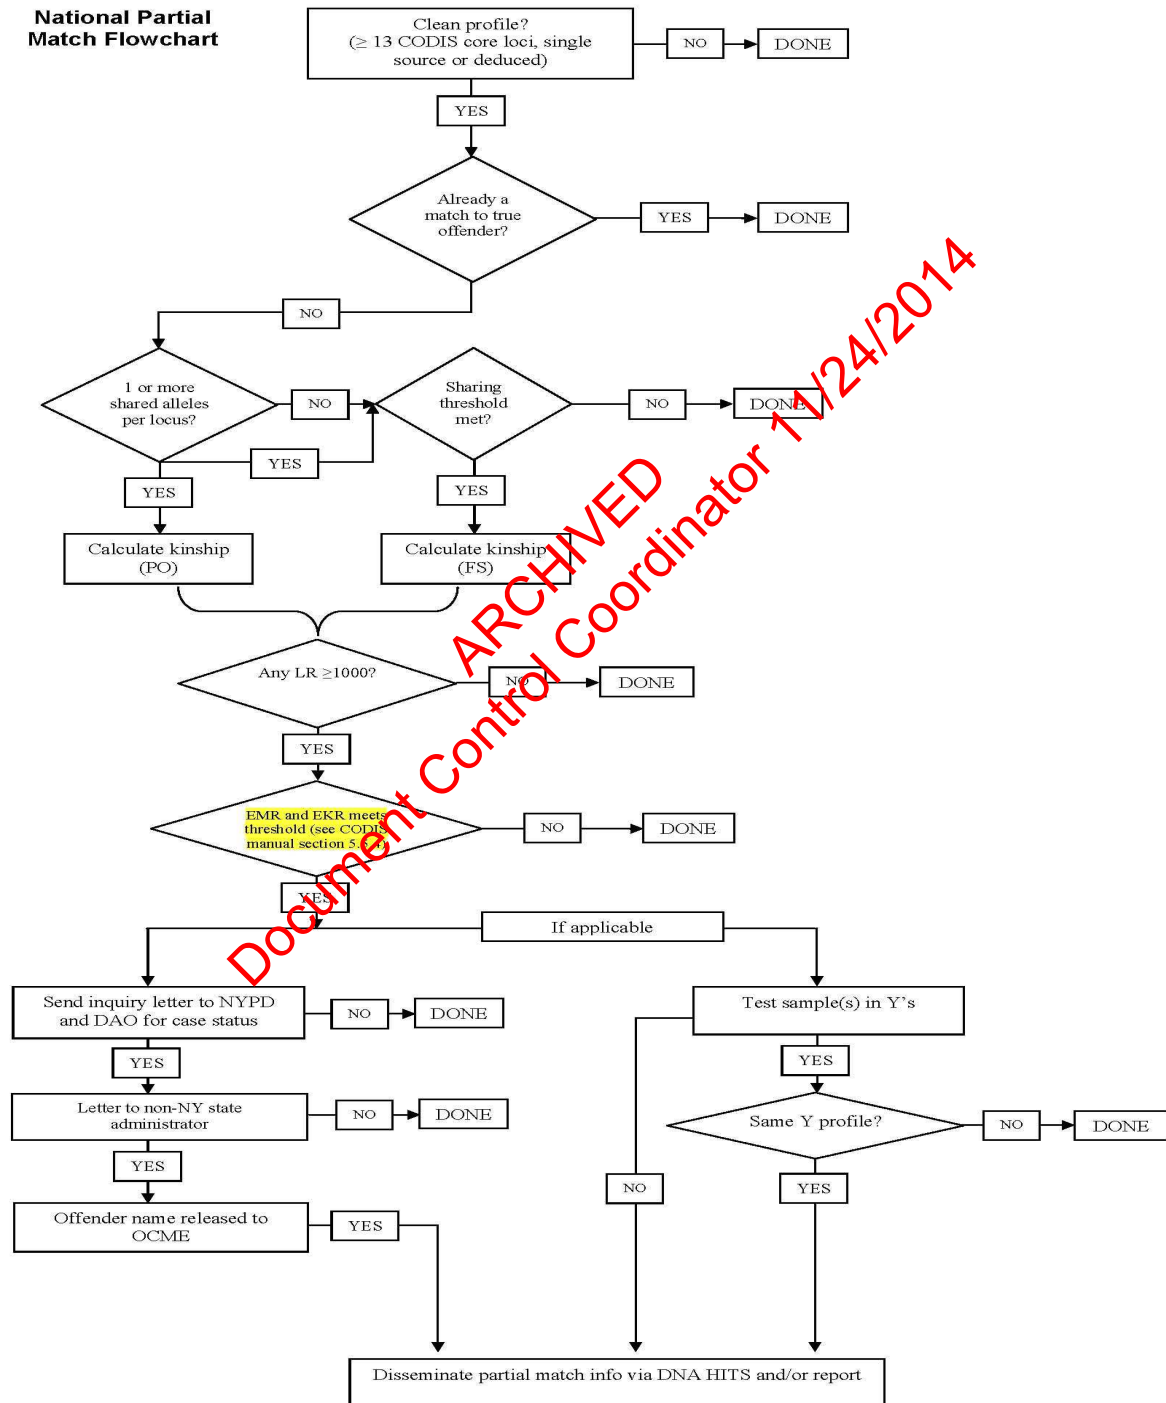 National Partial
Match Flowchart
Clean profile?
(≥ 13 CODIS core loci, single
source or deduced)
NO
DONE
YES
Already a
match to true
offender?
YES
DONE
NO
1 or more
shared alleles
per locus?
NO
Sharing
threshold
met?
NO
DONE
YES
YES
YES
Calculate kinship
(PO)
Calculate kinship
(FS)
Any LR ≥1000?
NO
DONE
YES
EMR and EKR meets
threshold (see CODIS
manual section 5.5.4)
NO
DONE
YES
If applicable
Send inquiry letter to NYPD
and DAO for case status
NO
DONE
Test sample(s) in Y's
YES
YES
Letter to non-NY state
administrator
NO
DONE
Same Y profile?
NO
DONE
YES
NO
YES
Offender name released to
OCME
YES
Disseminate partial match info via DNA HITS and/or report
ARCHIVED
Document Control Coordinator 11/24/2014